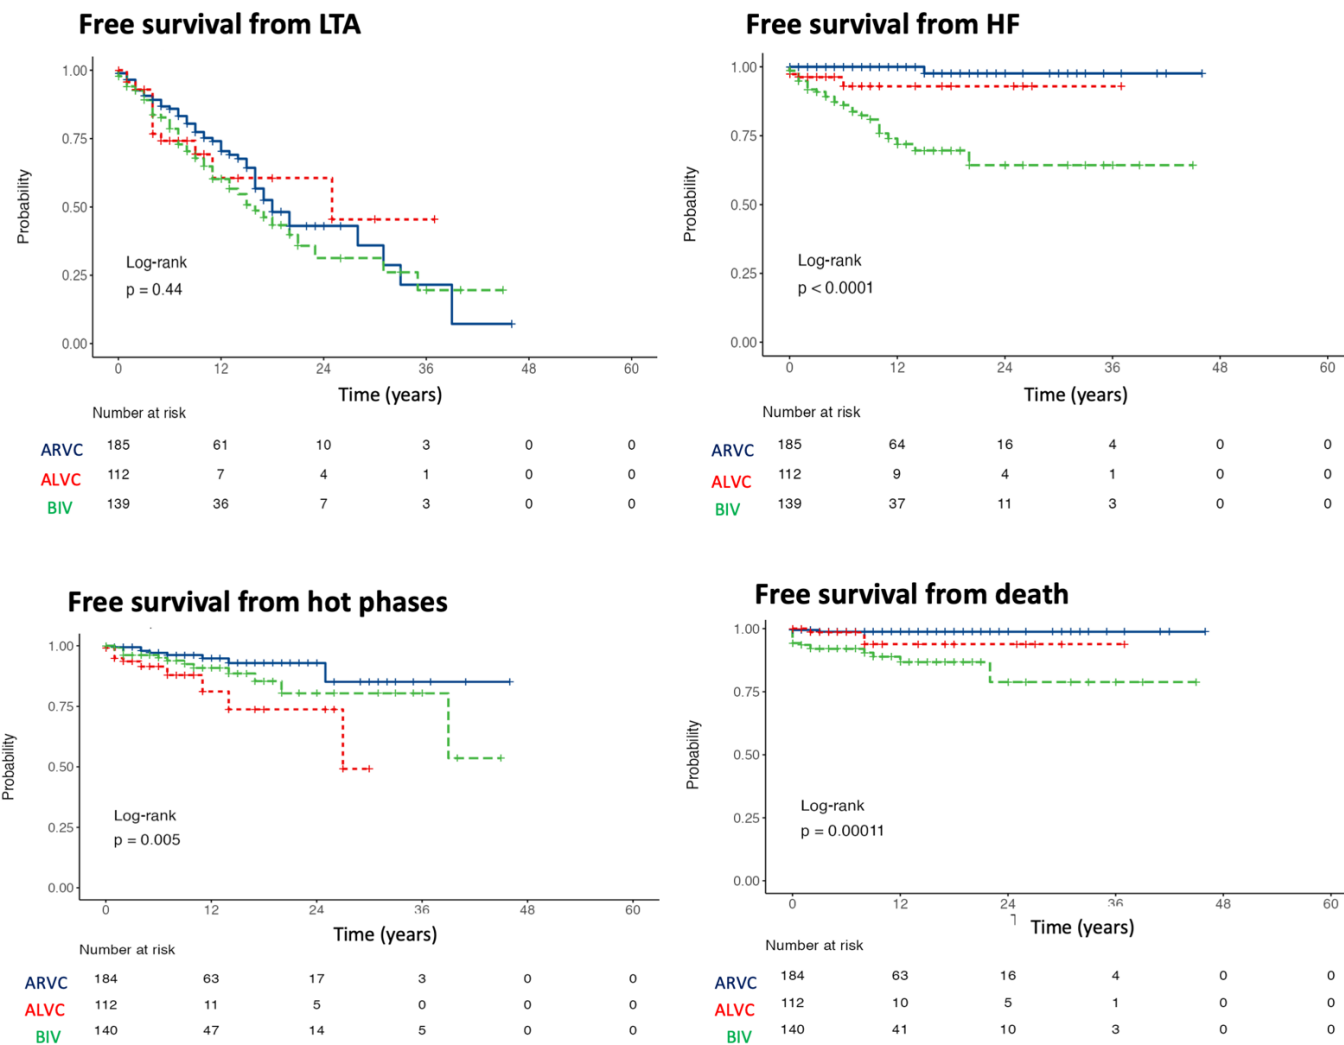 Free survival from LTA
1.00
0.75
0.50
0.25
0.00
Probability
Log-rank
p = 0.44
0 12 24 36 48 60
Time (years)
Number at risk
ARVC 185 61 10 3 0 0
ALVC 112 7 4 1 0 0
BIV 139 36 7 3 0 0
Free survival from HF
1.00
0.75
0.50
0.25
0.00
Probability
Log-rank
p < 0.0001
0 12 24 36 48 60
Time (years)
Number at risk
ARVC 185 64 16 4 0 0
ALVC 112 9 4 1 0 0
BIV 139 37 11 3 0 0
Free survival from hot phases
1.00
0.75
0.50
0.25
0.00
Probability
Log-rank
p = 0.005
0 12 24 36 48 60
Time (years)
Number at risk
ARVC 184 63 17 3 0 0
ALVC 112 11 5 0 0 0
BIV 140 47 14 5 0 0
Free survival from death
1.00
0.75
0.50
0.25
0.00
Probability
Log-rank
p = 0.00011
0 12 24 36 48 60
Time (years)
Number at risk
ARVC 184 63 16 4 0 0
ALVC 112 10 5 1 0 0
BIV 140 41 10 3 0 0